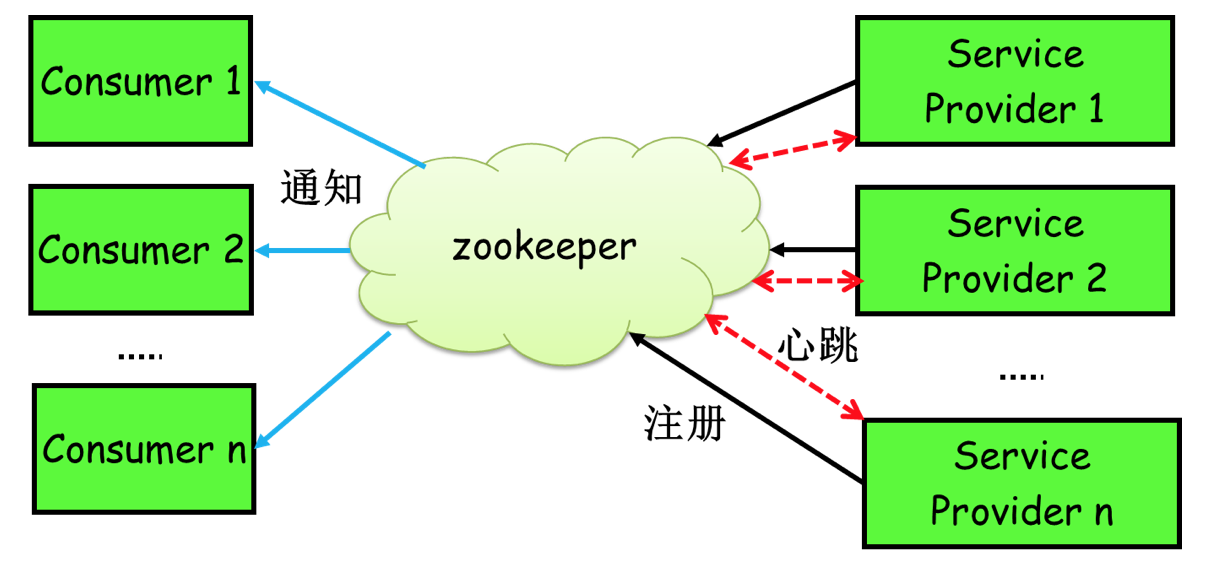 Consumer 1
Service
Provider 1
通知
Consumer 2
zookeeper
Service
Provider 2
.....
心跳
.....
注册
Consumer n
Service
Provider n